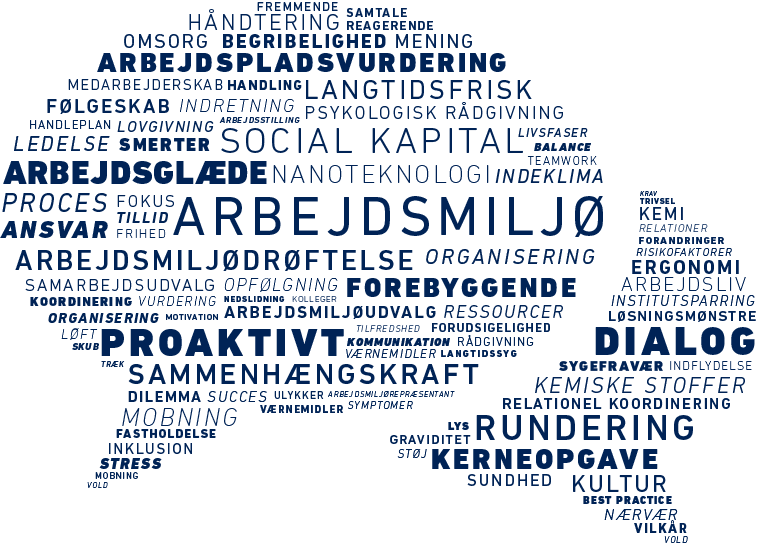 FREMMENDE
HÅNDTERING SAMTALE
REAGERENDE
OMSORG BEGRIBELIGHED MENING
ARBEJDSPLADSVURDERING
MEDARBEJDERSKAB HANDLING LANGTIDSFRISK
FØLGESKAB INDRETNING PSYKOLOGISK RÅDGIVNING
HANDLEPLAN LOVGIVNING ARBEJDSSTILLING
SOCIAL KAPITAL LIVSFASER
LEDELSE SMERTER BALANCE
TEAMWORK
ARBEJDSGLÆDE NANOTEKNOLOGI INDEKLIMA
PROCES FOKUS
TILLID
ANSVAR FRIHED
ARBEJDSMILJØ
KRAV
TRIVSEL
KEMI
RELATIONER
FORANDRINGER
RISIKOFAKTORER
ARBEJDSMILJØDRØFTELSE ORGANISERING
ERGONOMI
SAMARBEJDSUDVALG OPFØLGNING FOREBYGGENDE
ARBEJDSLIV
KOORDINERING VURDERING NEDSLIDNING KOLLEGER
INSTITUTSPARRING
ORGANISERING MOTIVATION ARBEJDSMILJØUDVALG RESSOURCER
LØSNINGSMØNSTRE
LØFT PROAKTIVT TILFREDSHED FORUDSIGELIGHED
DIALOG
SKUB KOMMUNIKATION RÅDGIVNING
VÆRNEMIDLER LANGTIDSSYG
TRÆK SAMMENHÆNGSKRAFT
SYGEFRAVÆR INDFLYDELSE
KEMISKE STOFFER
DILEMMA SUCCES ULYKKER ARBEJDSMILJØREPRÆSENTANT
VÆRNEMIDLER SYMPTOMER
RELATIONEL KOORDINERING
MOBNING
LYS RUNDERING
FASTHOLDELSE
GRAVIDITET
INKLUSION
STØJ KERNEOPGAVE
STRESS
MOBNING
VOLD
SUNDHED KULTUR
BEST PRACTICE
NÆRVÆR
VILKÅR
VOLD